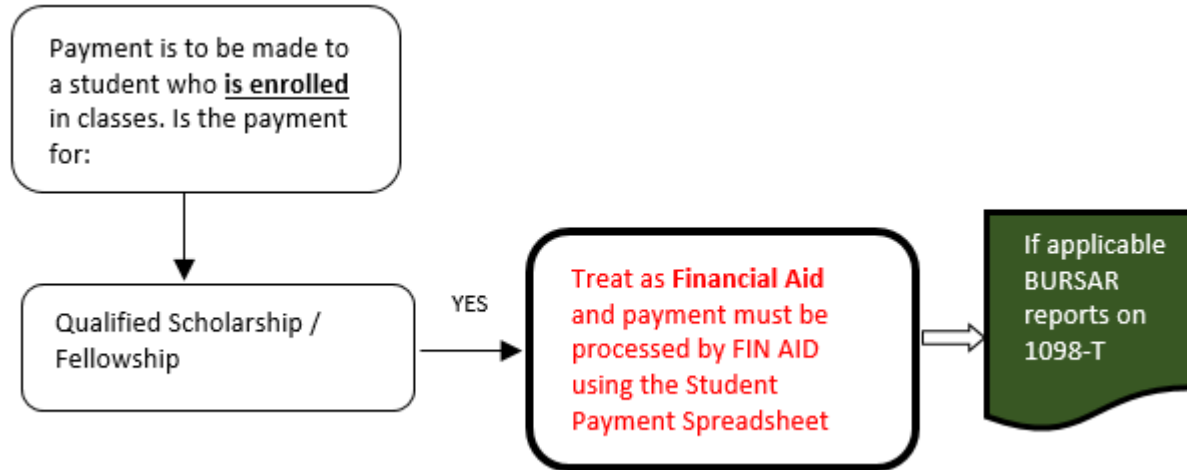 Payment is to be made to
a student who is enrolled
in classes. Is the payment
for:
Qualified Scholarship /
Fellowship
YES
Treat as Financial Aid
and payment must be
processed by FIN AID
using the Student
Payment Spreadsheet
If applicable
BURSAR
reports on
1098-T